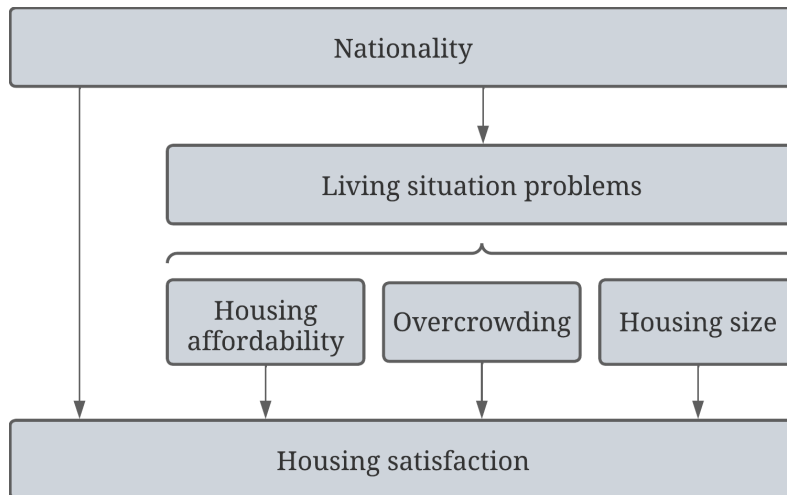 Nationality
Living situation problems
Housing
affordability
Overcrowding
Housing size
Housing satisfaction